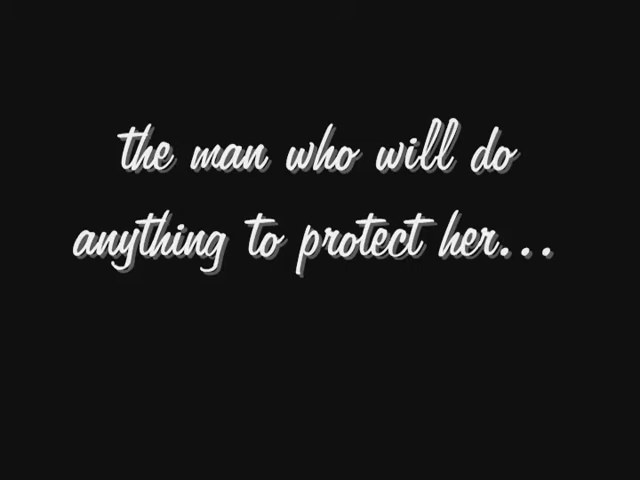 the man who will do
anything to protect her...